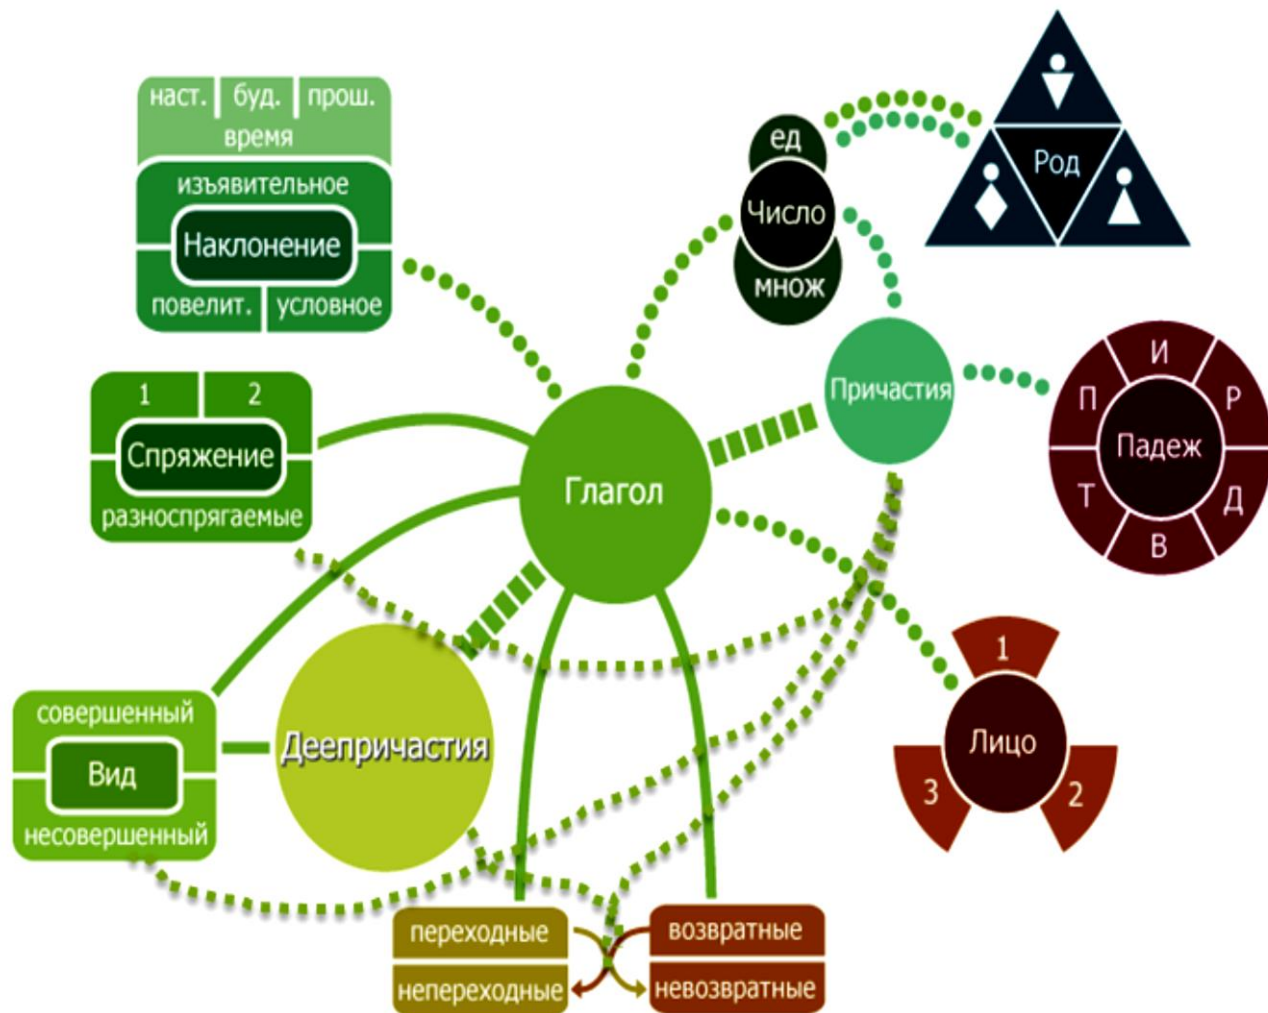 наст. буд. прош.
время
изъявительное
Наклонение
повелит. условное
ед
Число
множ
Род
1 2
Спряжение
разноспрягаемые
Глагол
Причастия
И
П Р
Падеж
Т Д
В
совершенный
Вид
несовершенный
Деепричастия
1
Лицо
3 2
переходные
непереходные
возвратные
невозвратные